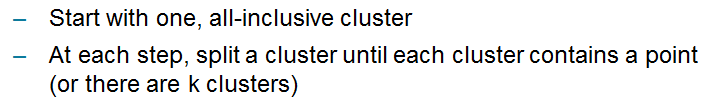 – Start with one, all-inclusive cluster
– At each step, split a cluster until each cluster contains a point
(or there are k clusters)